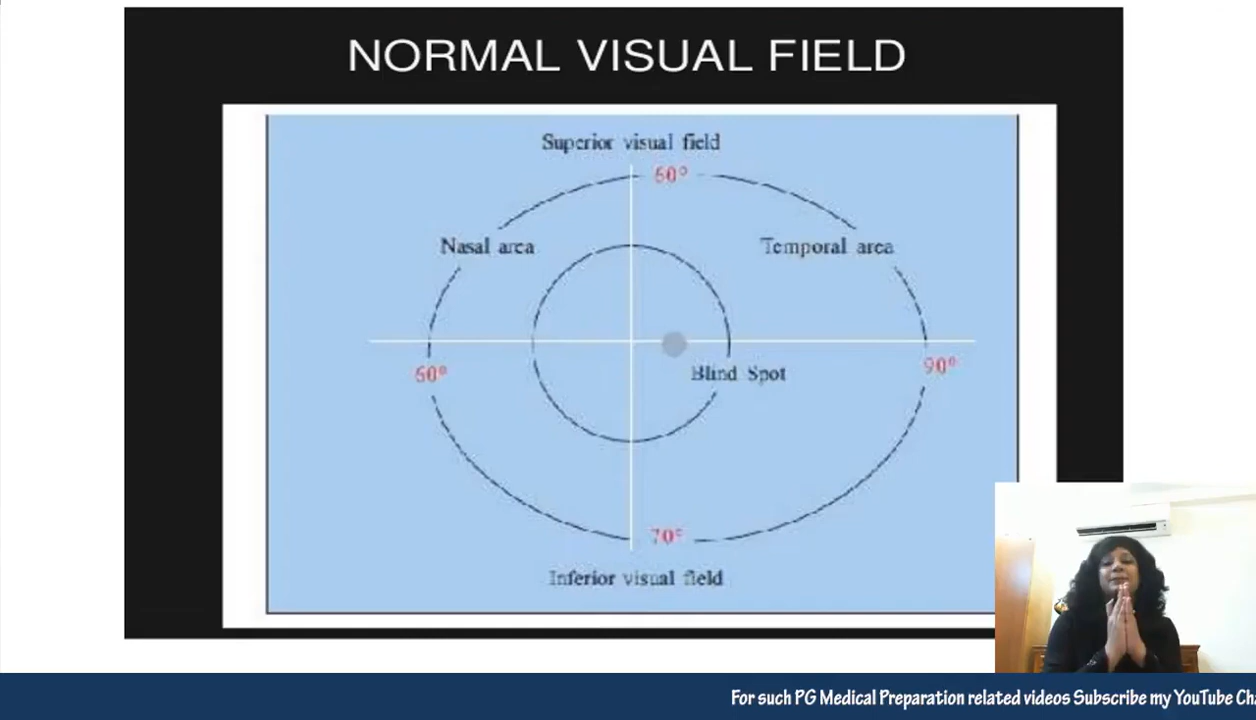 NORMAL VISUAL FIELD
Superior visual field
60°
Nasal area
Temporal area
60°
Blind Spot
90°
70°
Inferior visual field
For such PG Medical Preparation related videos Subscribe my YouTube Cha